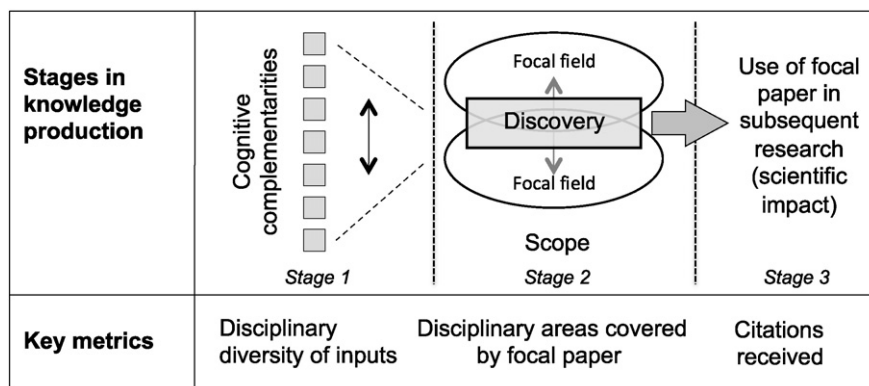 Stages in
knowledge
production
Cognitive
complementarities
Stage 1
Focal field
Discovery
Focal field
Scope
Stage 2
Use of focal
paper in
subsequent
research
(scientific
impact)
Stage 3
Key metrics
Disciplinary
diversity of inputs
Disciplinary areas covered
by focal paper
Citations
received